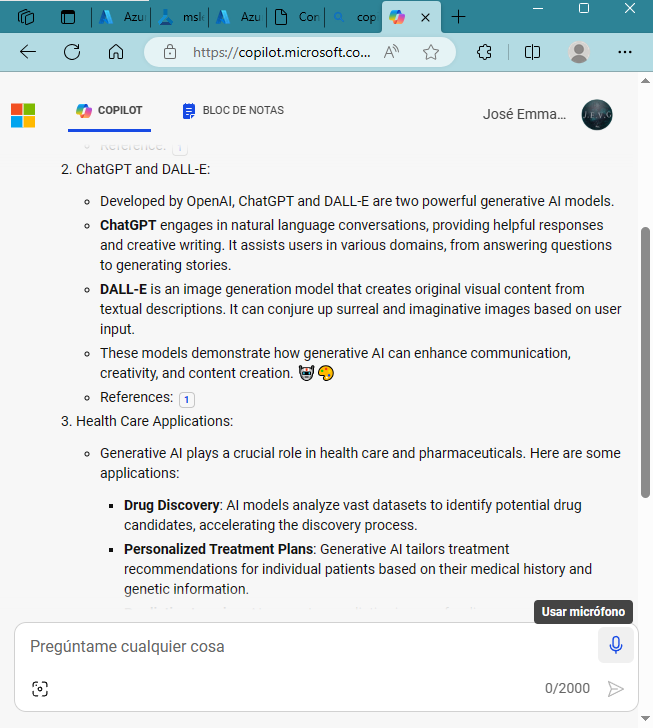 Azu
msle
Azu
Con
cop
https://copilot.microsoft.co...
COPILOT
BLOC DE NOTAS
José Emma...
J.E.V.G
Reference: 1
2. ChatGPT and DALL-E:
Developed by OpenAI, ChatGPT and DALL-E are two powerful generative AI models.
ChatGPT engages in natural language conversations, providing helpful responses
and creative writing. It assists users in various domains, from answering questions
to generating stories.
DALL-E is an image generation model that creates original visual content from
textual descriptions. It can conjure up surreal and imaginative images based on user
input.
These models demonstrate how generative AI can enhance communication,
creativity, and content creation. 🤖🎨
References: 1
3. Health Care Applications:
Generative AI plays a crucial role in health care and pharmaceuticals. Here are some
applications:
Drug Discovery: AI models analyze vast datasets to identify potential drug
candidates, accelerating the discovery process.
Personalized Treatment Plans: Generative AI tailors treatment
recommendations for individual patients based on their medical history and
genetic information.
Usar micrófono
Pregúntame cualquier cosa
0/2000